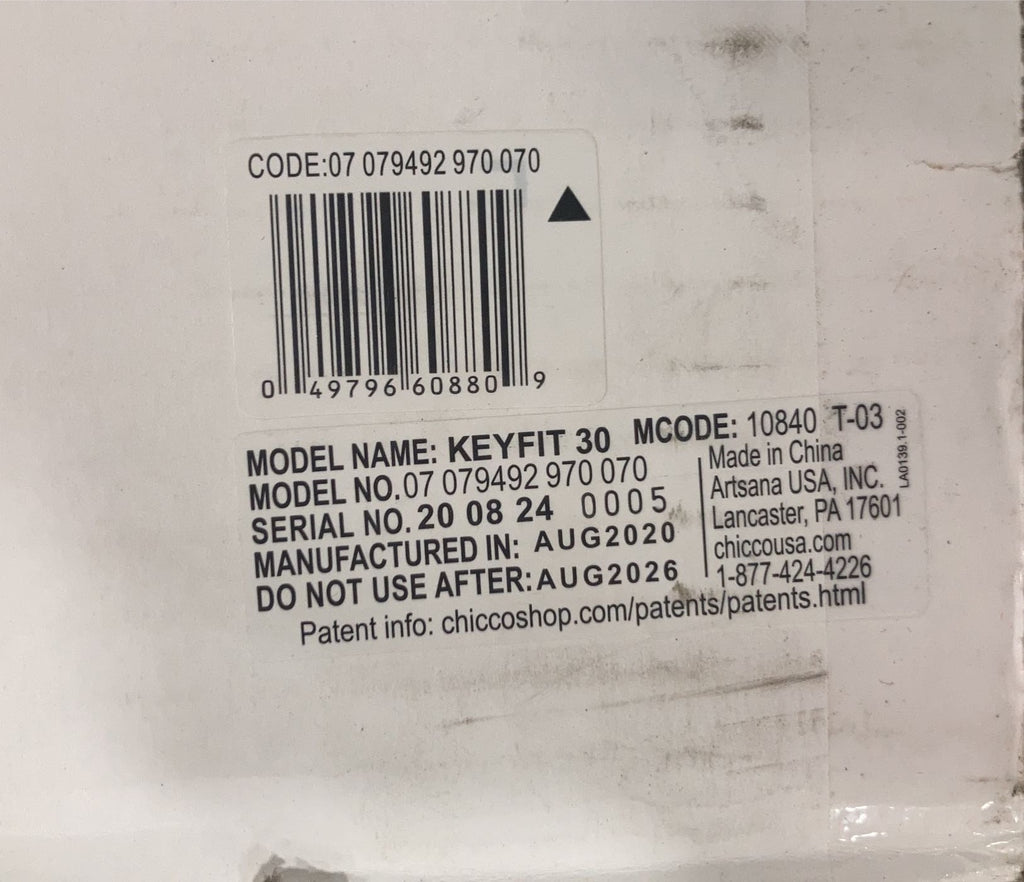 CODE:07 079492 970 070
0 49796 60880 9
MODEL NAME: KEYFIT 30 MCODE: 10840 T-03
MODEL NO.07 079492 970 070
SERIAL NO. 20 08 24 0005
MANUFACTURED IN: AUG2020
DO NOT USE AFTER:AUG2026
Made in China
Artsana USA, INC.
Lancaster, PA 17601
chiccousa.com
1-877-424-4226
LA0139.1-002
Patent info: chiccoshop.com/patents/patents.html